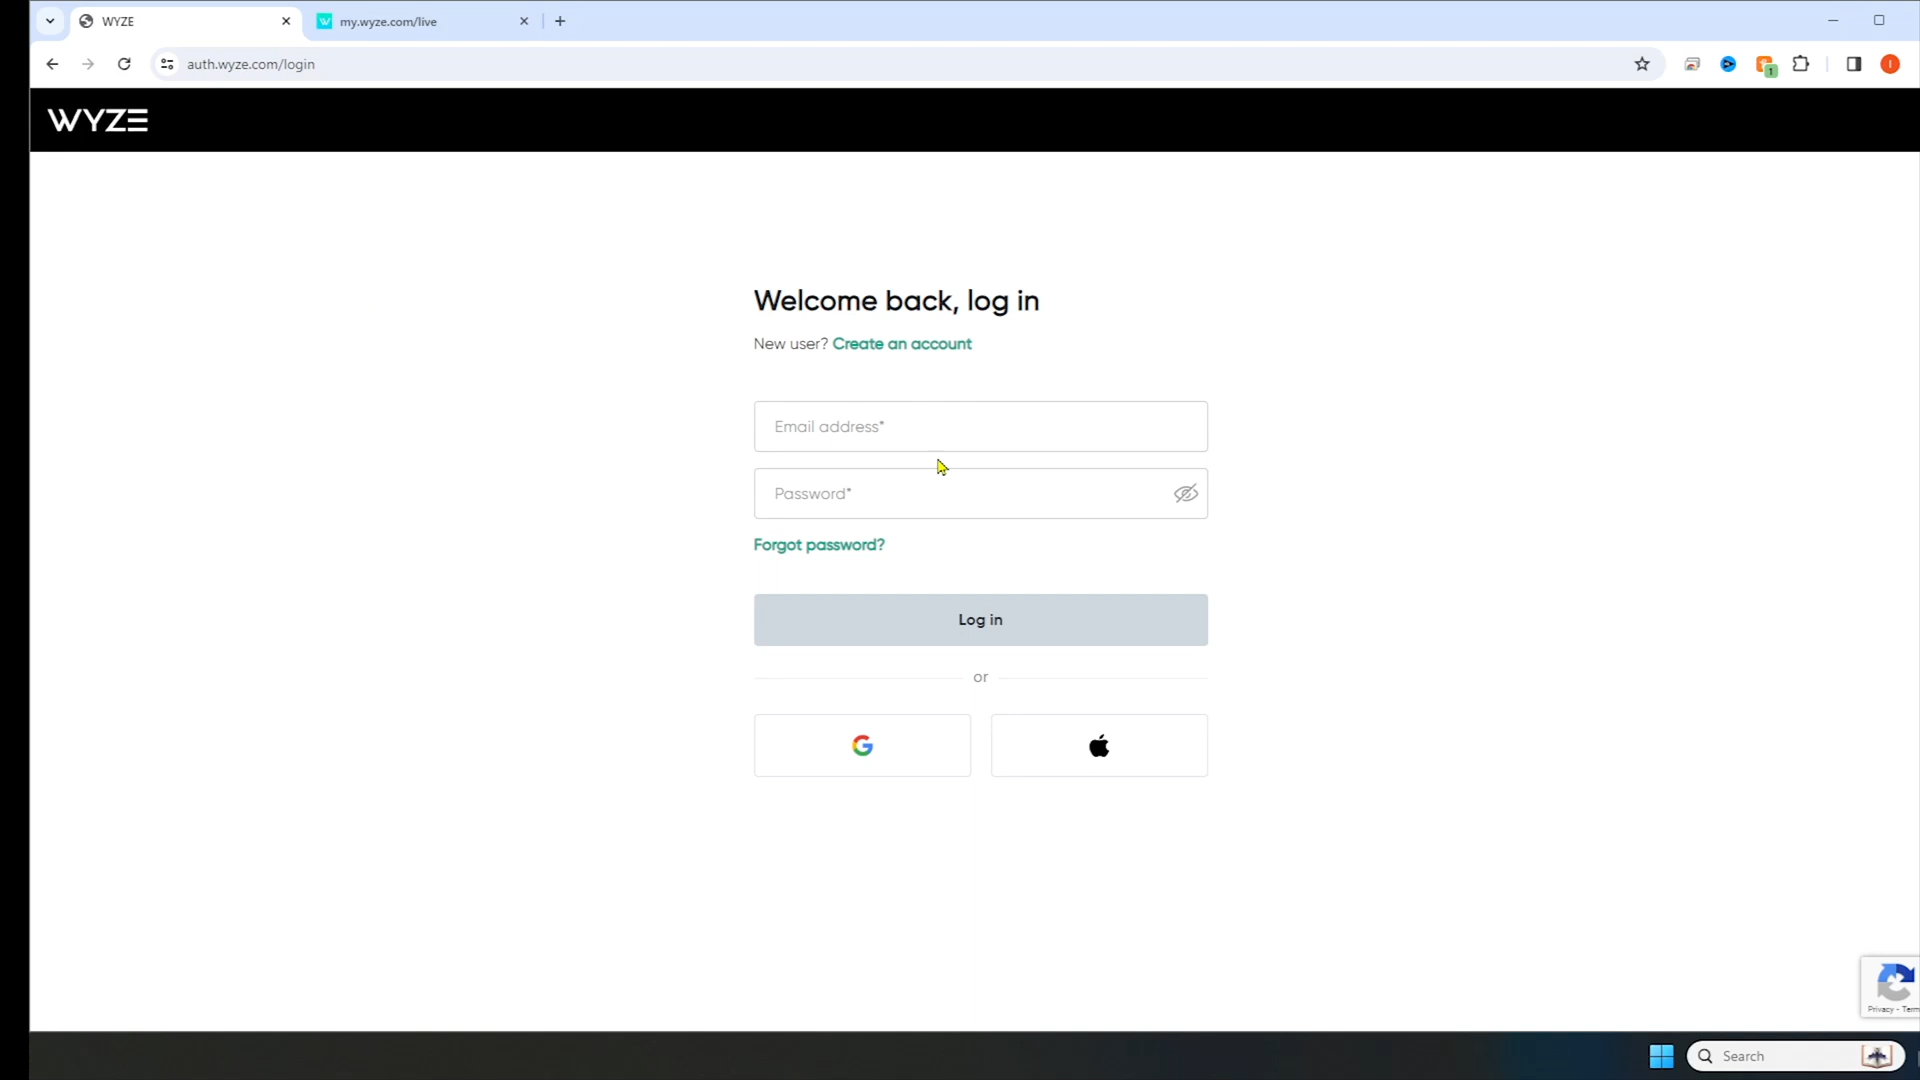 WYZE
my.wyze.com/live
auth.wyze.com/login
1
I
WYZE
Welcome back, log in
New user? Create an account
Email address*
Password*
Forgot password?
Log in
or
Privacy - Term
Search